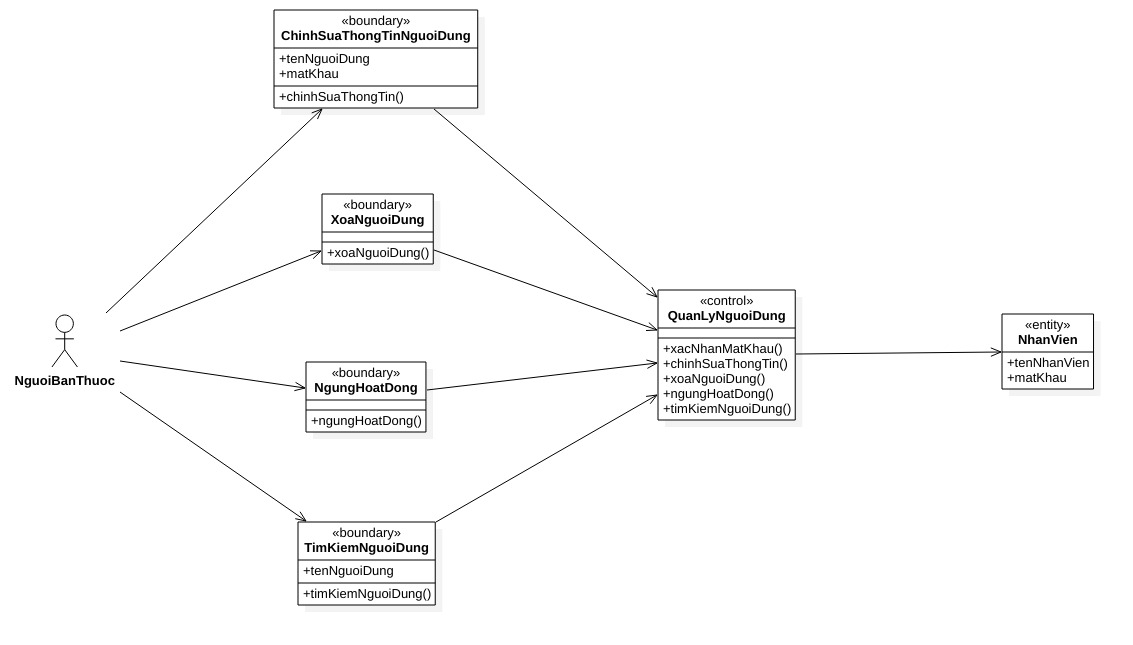 «boundary»
ChinhSuaThongTinNguoiDung
+tenNguoiDung
+matKhau
+chinhSuaThongTin()
«boundary»
XoaNguoiDung
+xoaNguoiDung()
NguoiBanThuoc
«boundary»
NgungHoatDong
+ngungHoatDong()
«boundary»
TimKiemNguoiDung
+tenNguoiDung
+timKiemNguoiDung()
«control»
QuanLyNguoiDung
+xacNhanMatKhau()
+chinhSuaThongTin()
+xoaNguoiDung()
+ngungHoatDong()
+timKiemNguoiDung()
«entity»
NhanVien
+tenNhanVien
+matKhau